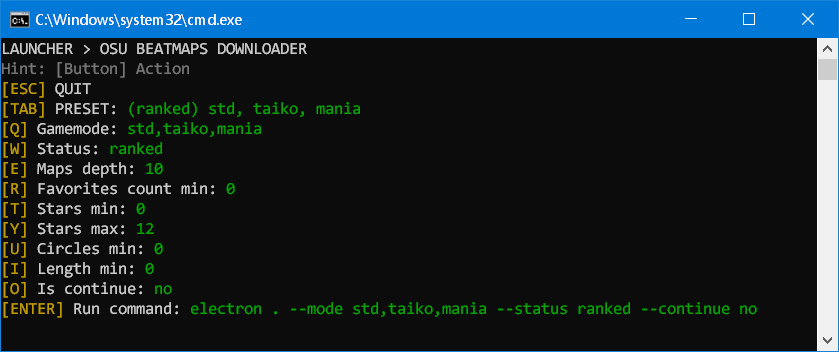 C:\Windows\system32\cmd.exe
LAUNCHER > OSU BEATMAPS DOWNLOADER
Hint: [Button] Action
[ESC] QUIT
[TAB] PRESET: (ranked) std, taiko, mania
[Q] Gamemode: std,taiko,mania
[W] Status: ranked
[E] Maps depth: 10
[R] Favorites count min: 0
[T] Stars min: 0
[Y] Stars max: 12
[U] Circles min: 0
[I] Length min: 0
[O] Is continue: no
[ENTER] Run command: electron . --mode std,taiko,mania --status ranked --continue no